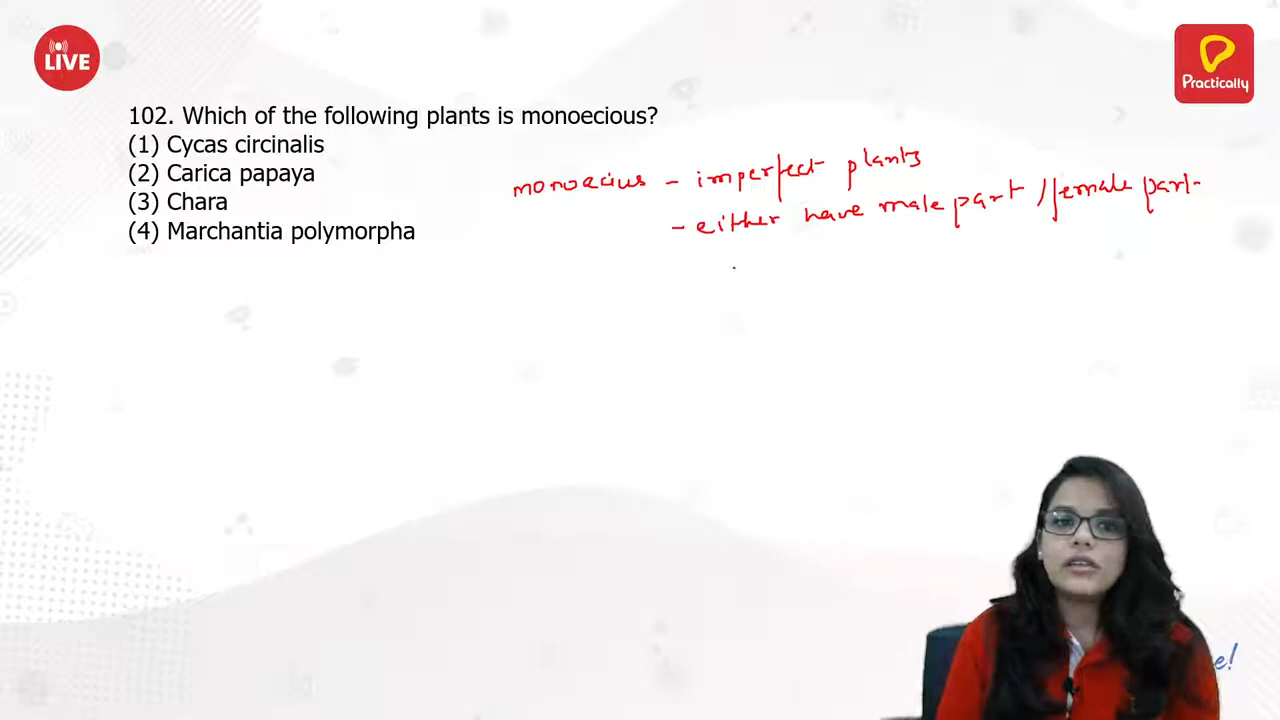 LIVE
Practically
102. Which of the following plants is monoecious?
(1) Cycas circinalis
(2) Carica papaya
(3) Chara
(4) Marchantia polymorpha
monoecius - imperfect plants
- either have male part / female part.
e!